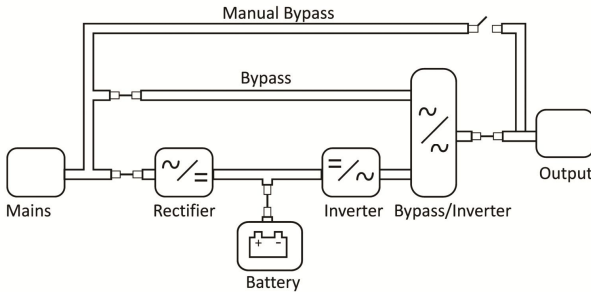 Manual Bypass
Bypass
Mains
Rectifier
Inverter
Bypass/Inverter
Output
+ -
Battery